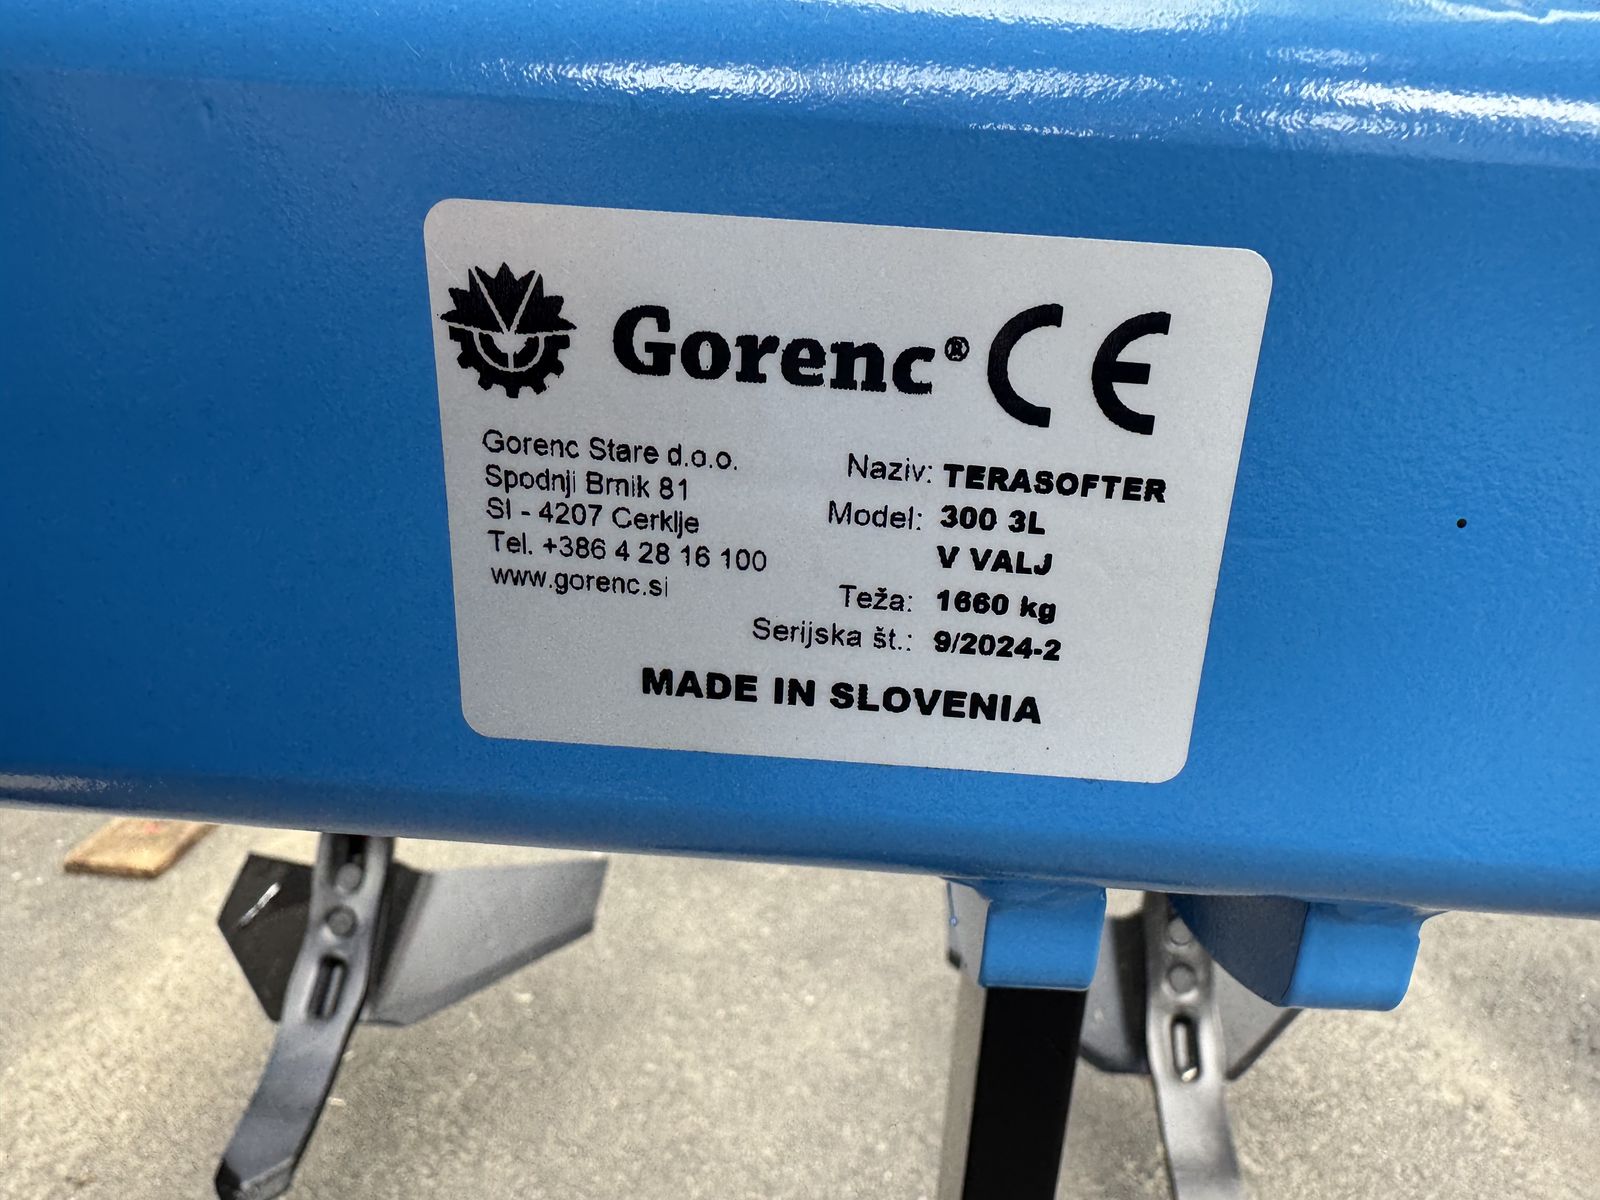 Gorenc® CE
Gorenc Stare d.o.o.
Spodnji Brnik 81
SI - 4207 Cerklje
Tel. +386 4 28 16 100
www.gorenc.si
Naziv: TERASOFTER
Model: 300 3L
V VALJ
Teža: 1660 kg
Serijska št.: 9/2024-2
MADE IN SLOVENIA